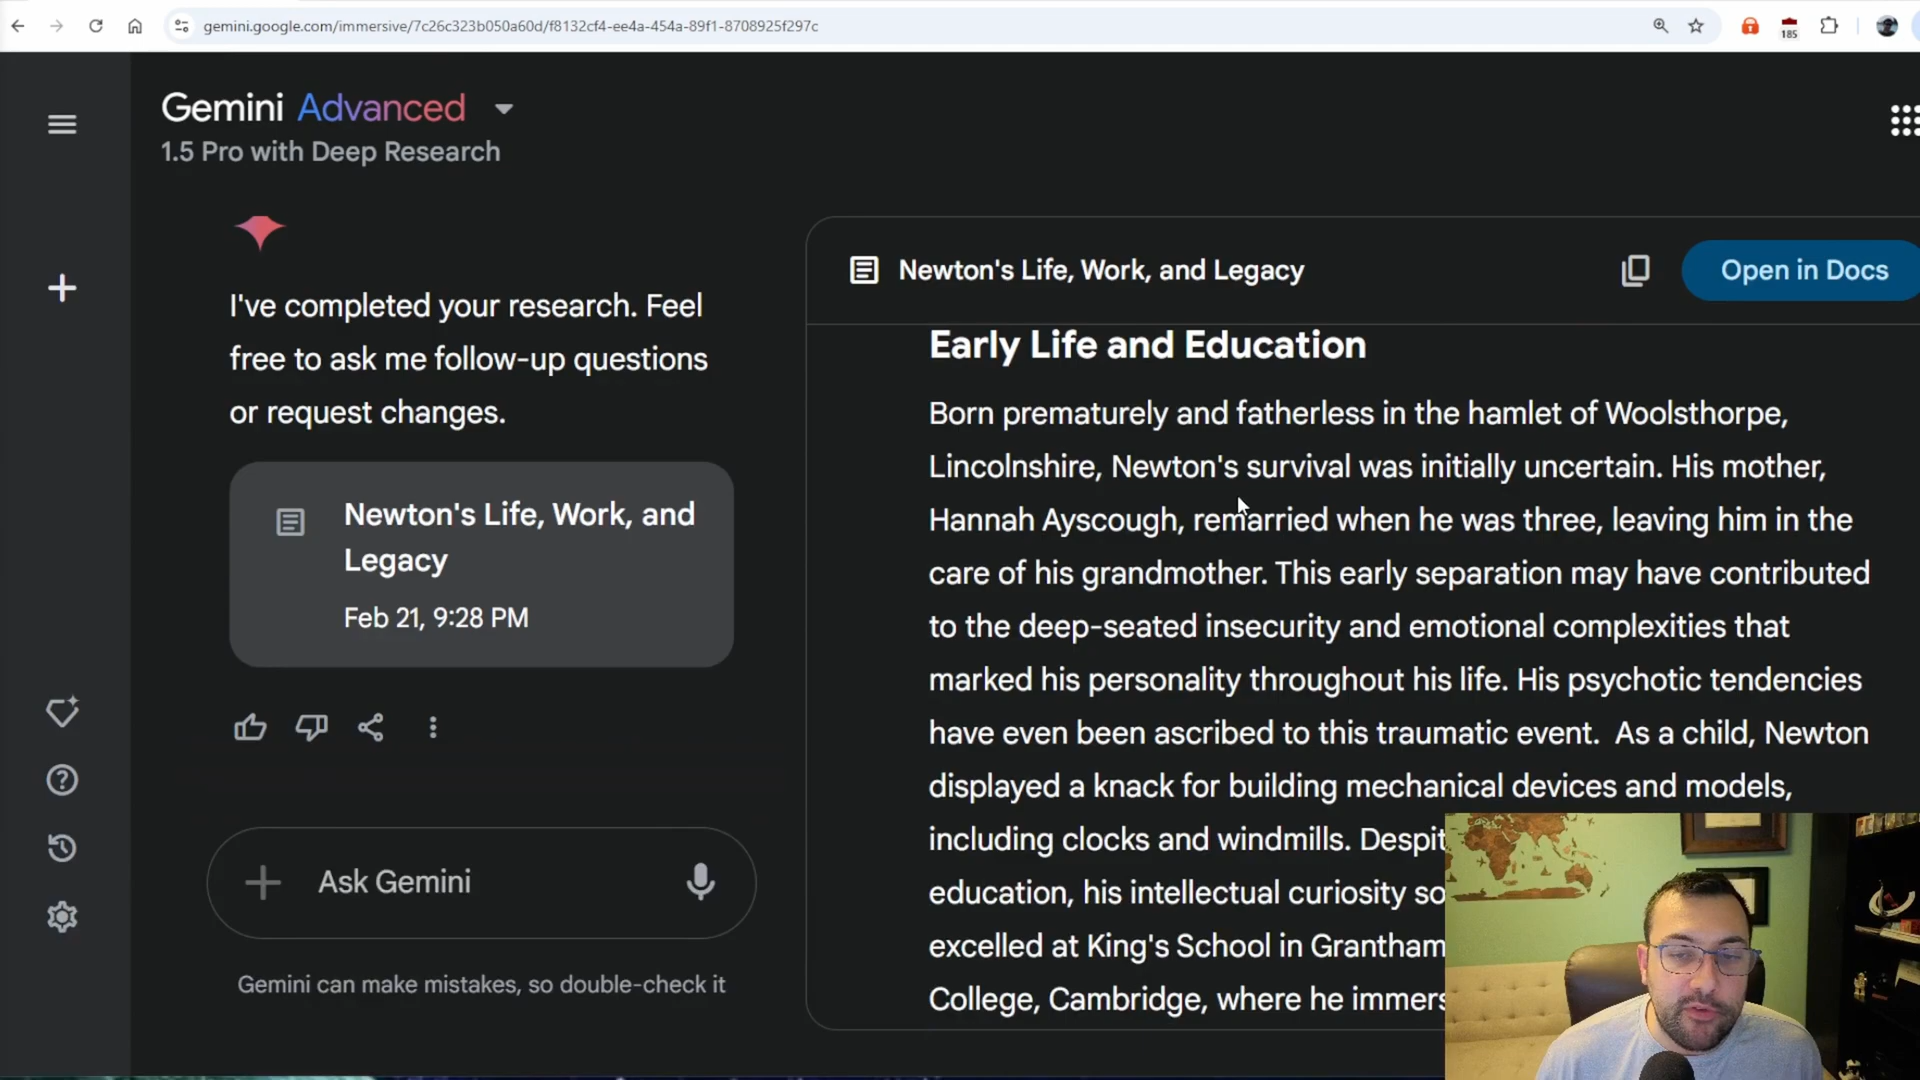 gemini.google.com/immersive/7c26c323b050a60d/f8132cf4-ee4a-454a-89f1-8708925f297c
185
Gemini Advanced
1.5 Pro with Deep Research
I've completed your research. Feel
free to ask me follow-up questions
or request changes.
Newton's Life, Work, and
Legacy
Feb 21, 9:28 PM
Ask Gemini
Gemini can make mistakes, so double-check it
Newton's Life, Work, and Legacy
Open in Docs
Early Life and Education
Born prematurely and fatherless in the hamlet of Woolsthorpe,
Lincolnshire, Newton's survival was initially uncertain. His mother,
Hannah Ayscough, remarried when he was three, leaving him in the
care of his grandmother. This early separation may have contributed
to the deep-seated insecurity and emotional complexities that
marked his personality throughout his life. His psychotic tendencies
have even been ascribed to this traumatic event. As a child, Newton
displayed a knack for building mechanical devices and models,
including clocks and windmills. Despit
education, his intellectual curiosity so
excelled at King's School in Grantham
College, Cambridge, where he immers